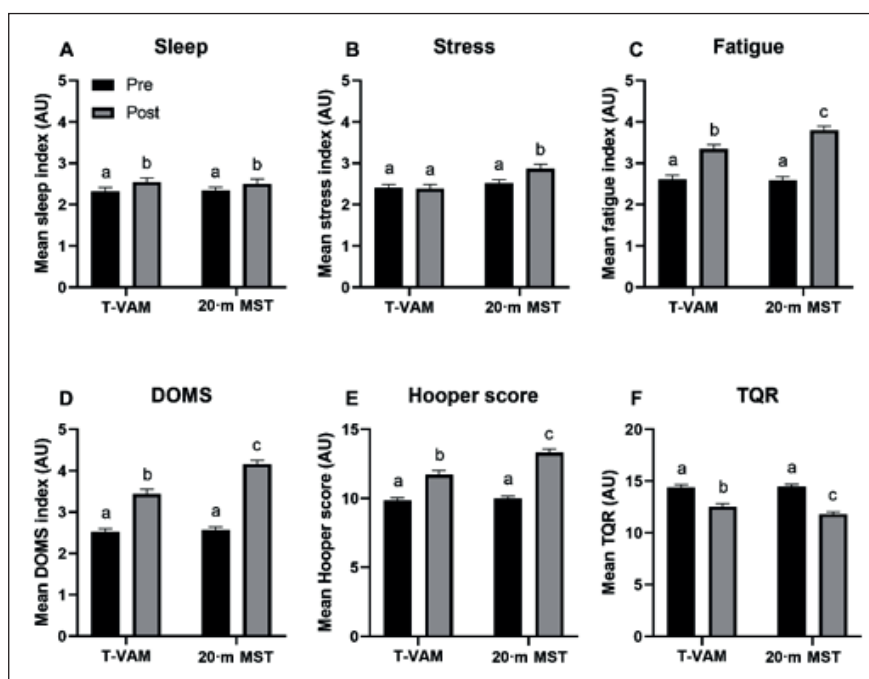 A Sleep
Pre
Post
Mean sleep index (AU)
5
4
3
2
1
0
a b a b
T-VAM 20-m MST
B Stress
Mean stress index (AU)
5
4
3
2
1
0
a a a b
T-VAM 20-m MST
C Fatigue
Mean fatigue index (AU)
5
4
3
2
1
0
a b a c
T-VAM 20-m MST
D DOMS
Mean DOMS index (AU)
5
4
3
2
1
0
a b a c
T-VAM 20-m MST
E Hooper score
Mean Hooper score (AU)
15
10
5
0
a b a c
T-VAM 20-m MST
F TQR
Mean TQR (AU)
20
15
10
5
0
a b a c
T-VAM 20-m MST